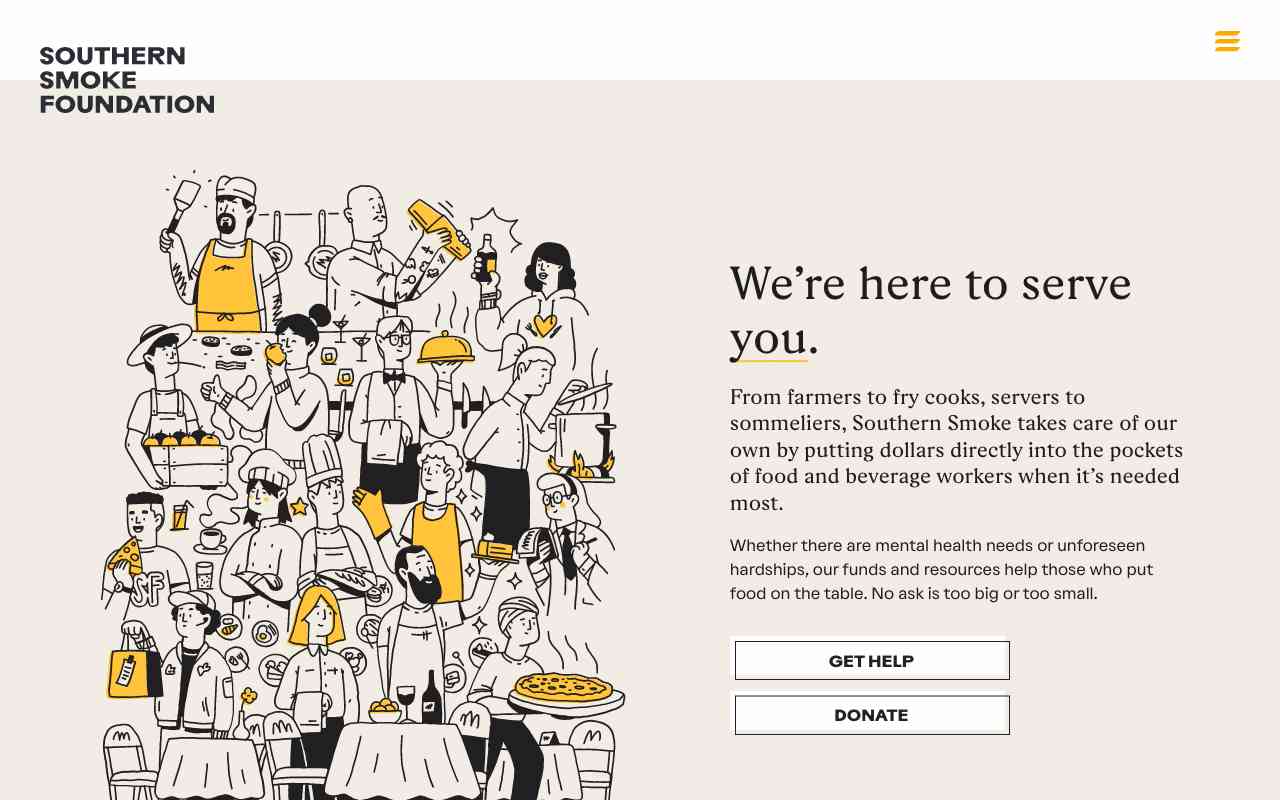 SOUTHERN
SMOKE
FOUNDATION
We’re here to serve
you.
From farmers to fry cooks, servers to
sommeliers, Southern Smoke takes care of our
own by putting dollars directly into the pockets
of food and beverage workers when it’s needed
most.
Whether there are mental health needs or unforeseen
hardships, our funds and resources help those who put
food on the table. No ask is too big or too small.
GET HELP
DONATE
SF